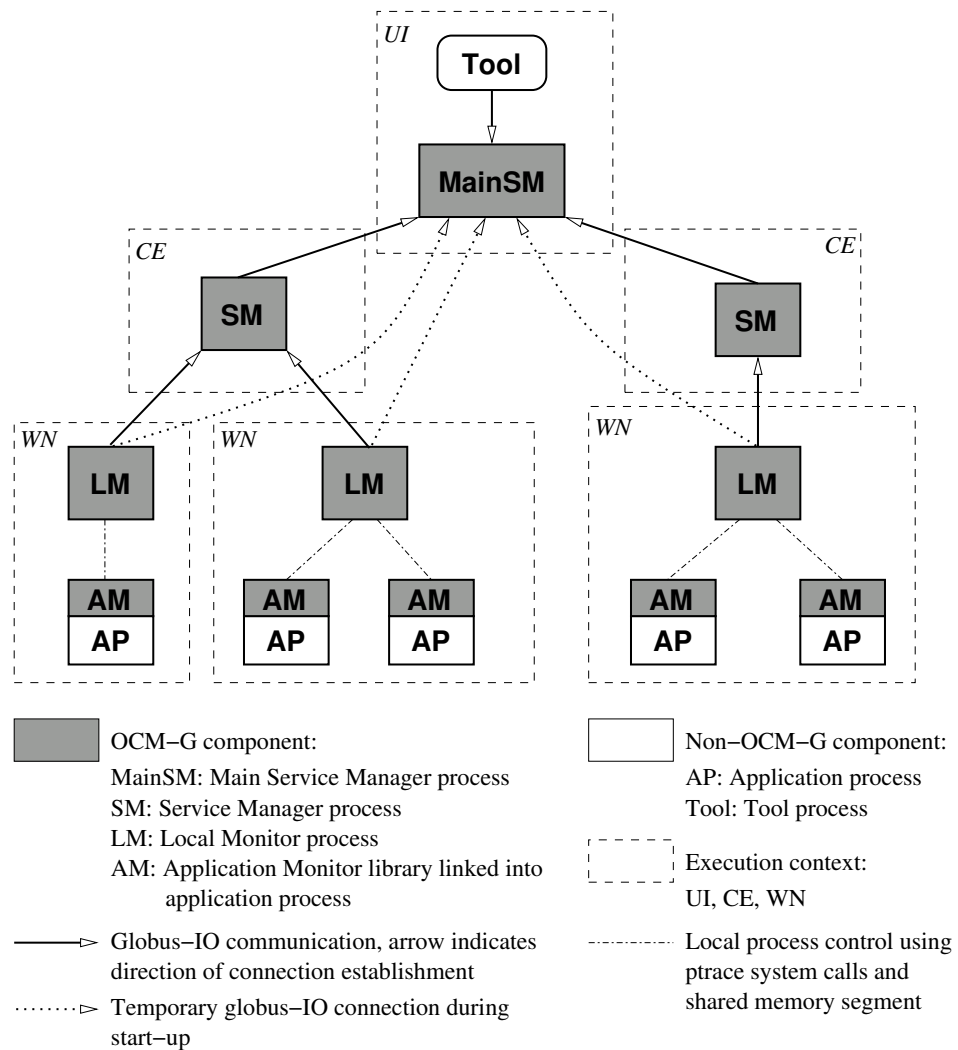 UI
Tool
MainSM
CE
CE
SM
SM
WN
WN
WN
LM
LM
LM
AM
AM
AM
AM
AM
AP
AP
AP
AP
AP
OCM−G component:
MainSM: Main Service Manager process
SM: Service Manager process
LM: Local Monitor process
AM: Application Monitor library linked into
application process
Globus−IO communication, arrow indicates
direction of connection establishment
Temporary globus−IO connection during
start−up
Non−OCM−G component:
AP: Application process
Tool: Tool process
Execution context:
UI, CE, WN
Local process control using
ptrace system calls and
shared memory segment